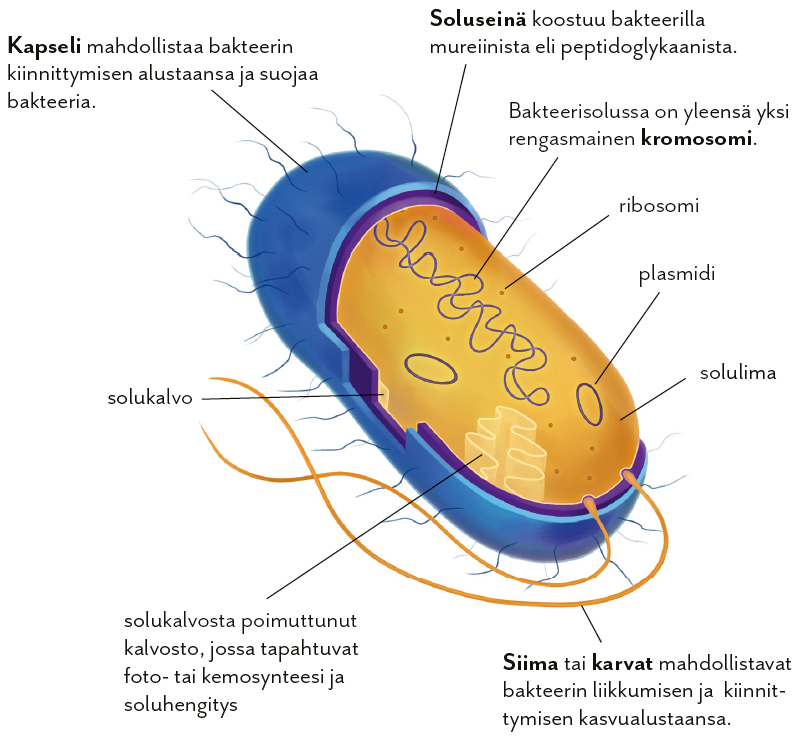 Kapseli mahdollistaa bakteerin
kiinnittymisen alustaansa ja suojaa
bakteeria.
Soluseinä koostuu bakteerilla
mureiinista eli peptidoglykaanista.
Bakteerisolussa on yleensä yksi
rengasmainen kromosomi.
ribosomi
plasmidi
solulima
solukalvo
solukalvosta poimuttunut
kalvosto, jossa tapahtuvat
foto- tai kemosynteesi ja
soluhengitys
Siima tai karvat mahdollistavat
bakteerin liikkumisen ja kiinnit-
tymisen kasvualustaansa.